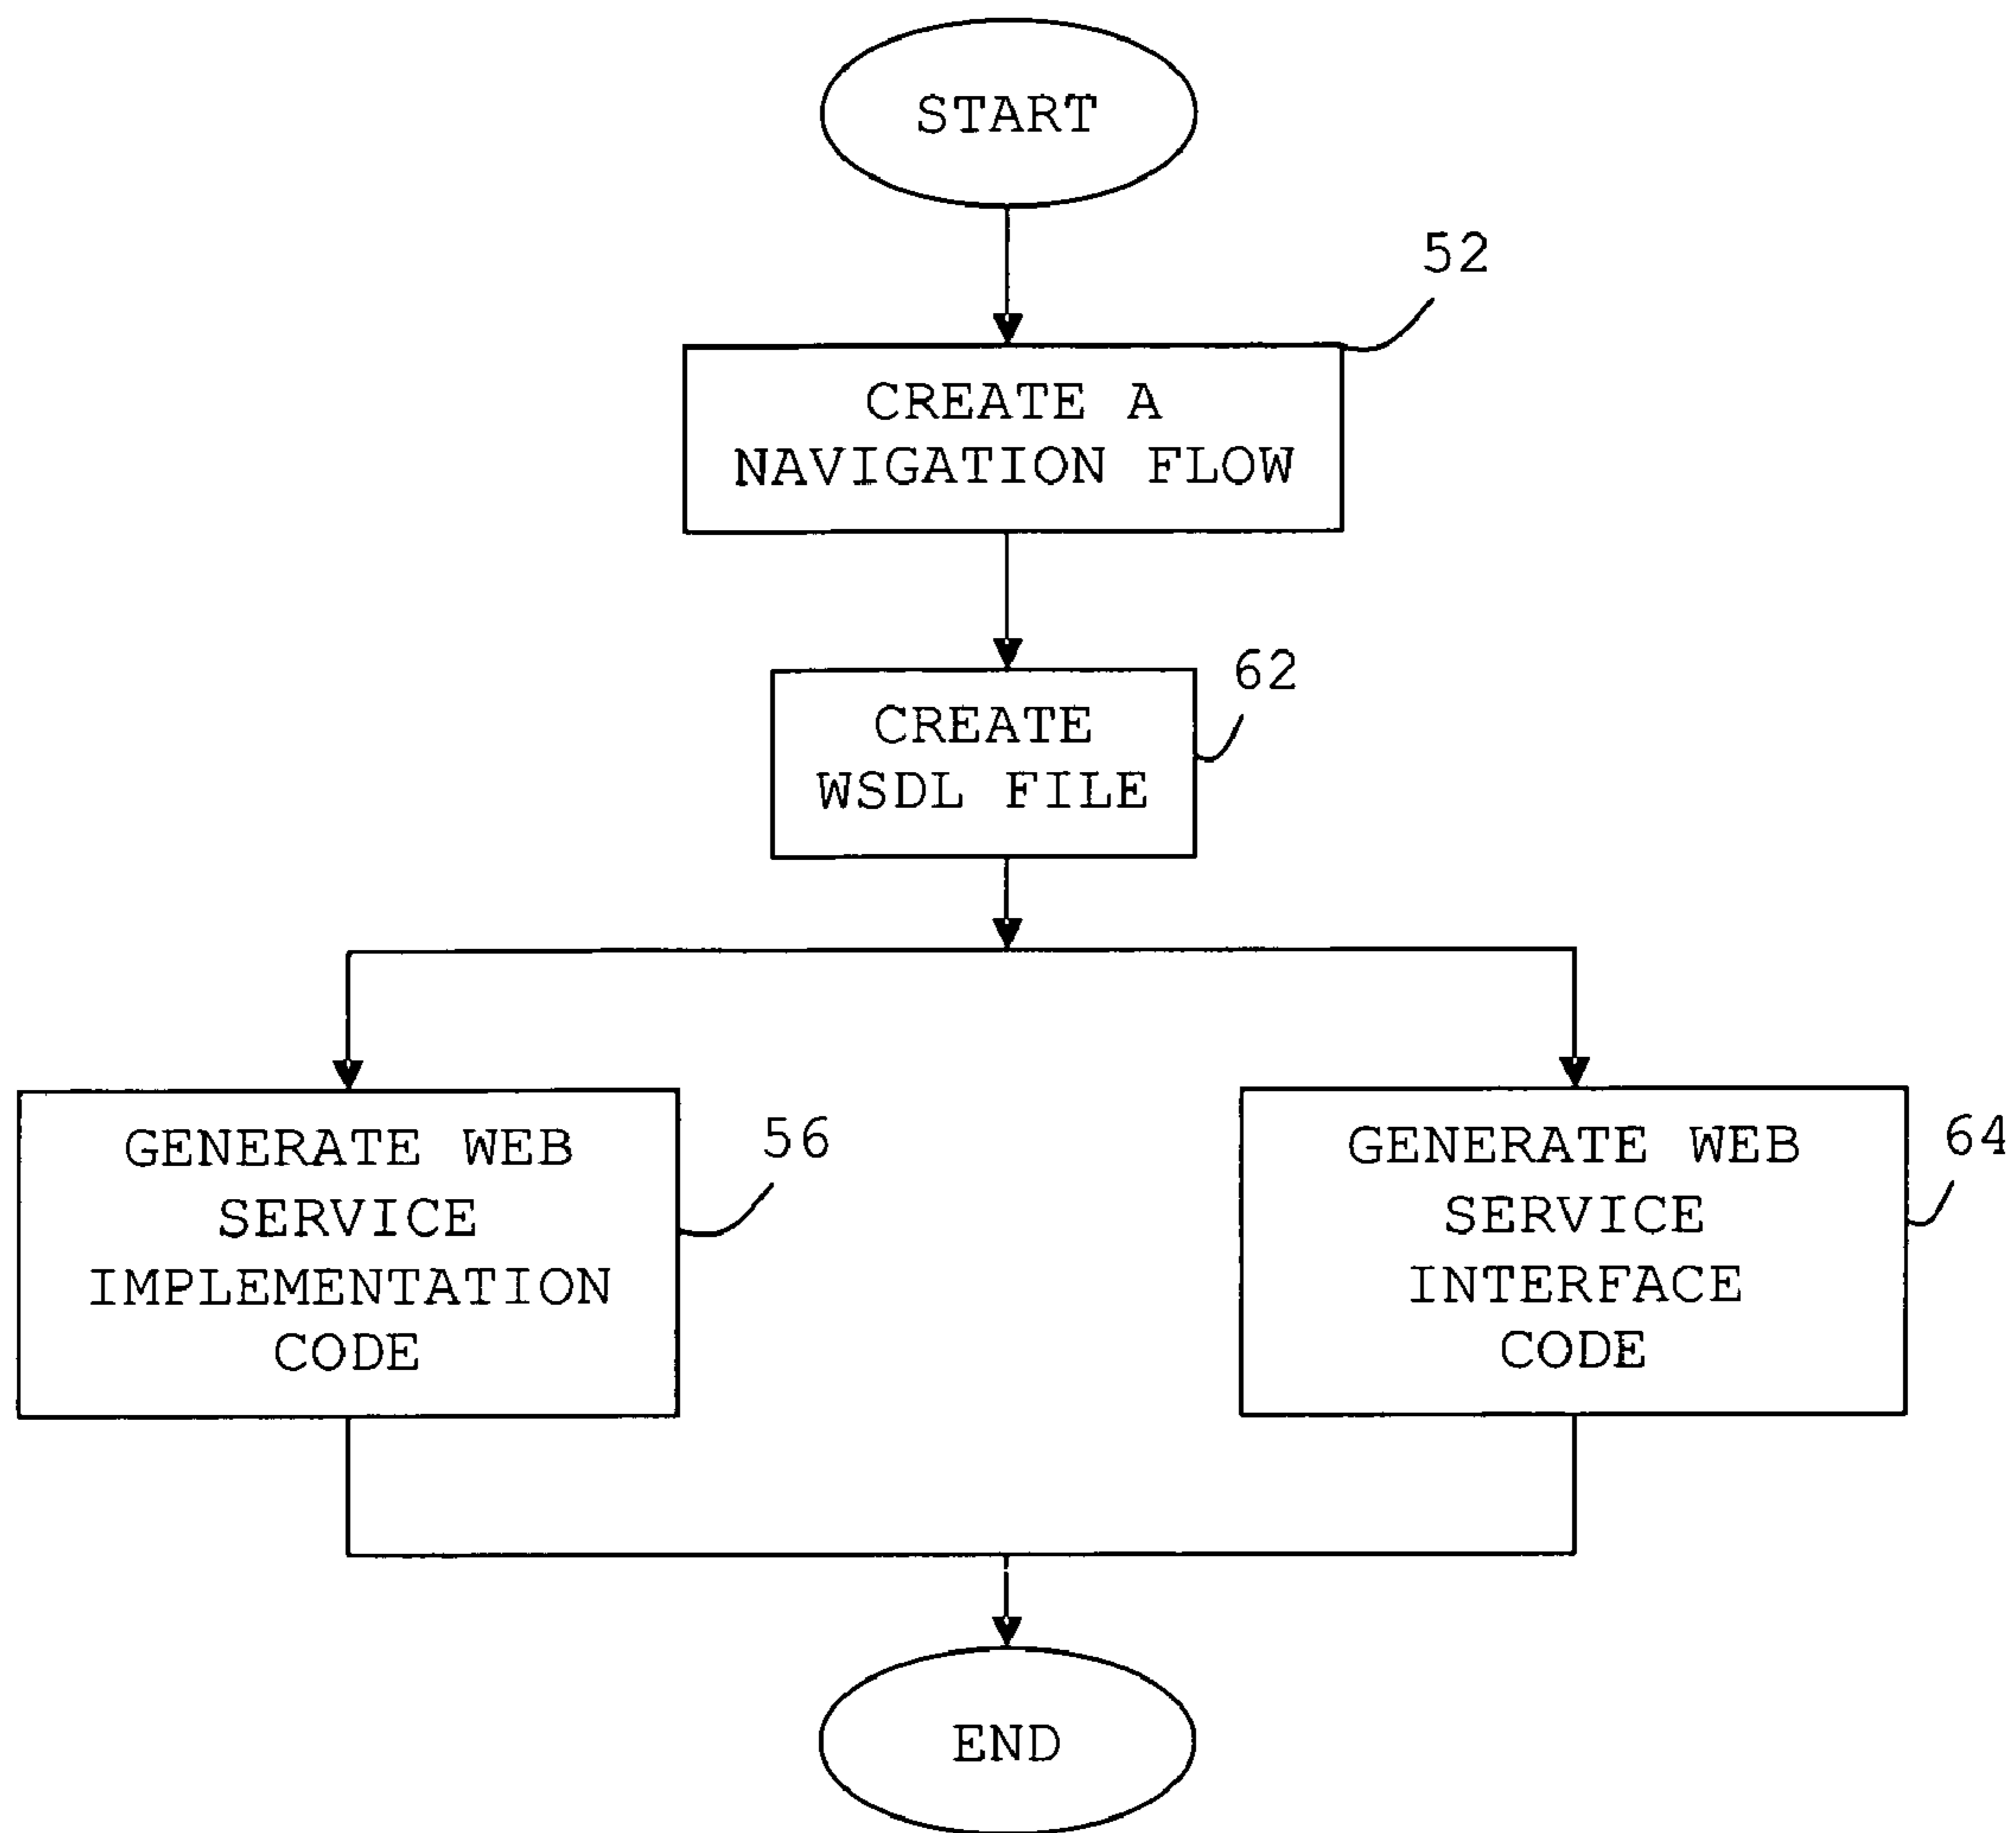 START
52
CREATE A
NAVIGATION FLOW
62
CREATE
WSDL FILE
GENERATE WEB
SERVICE
IMPLEMENTATION
CODE
56
GENERATE WEB
SERVICE
INTERFACE
CODE
64
END